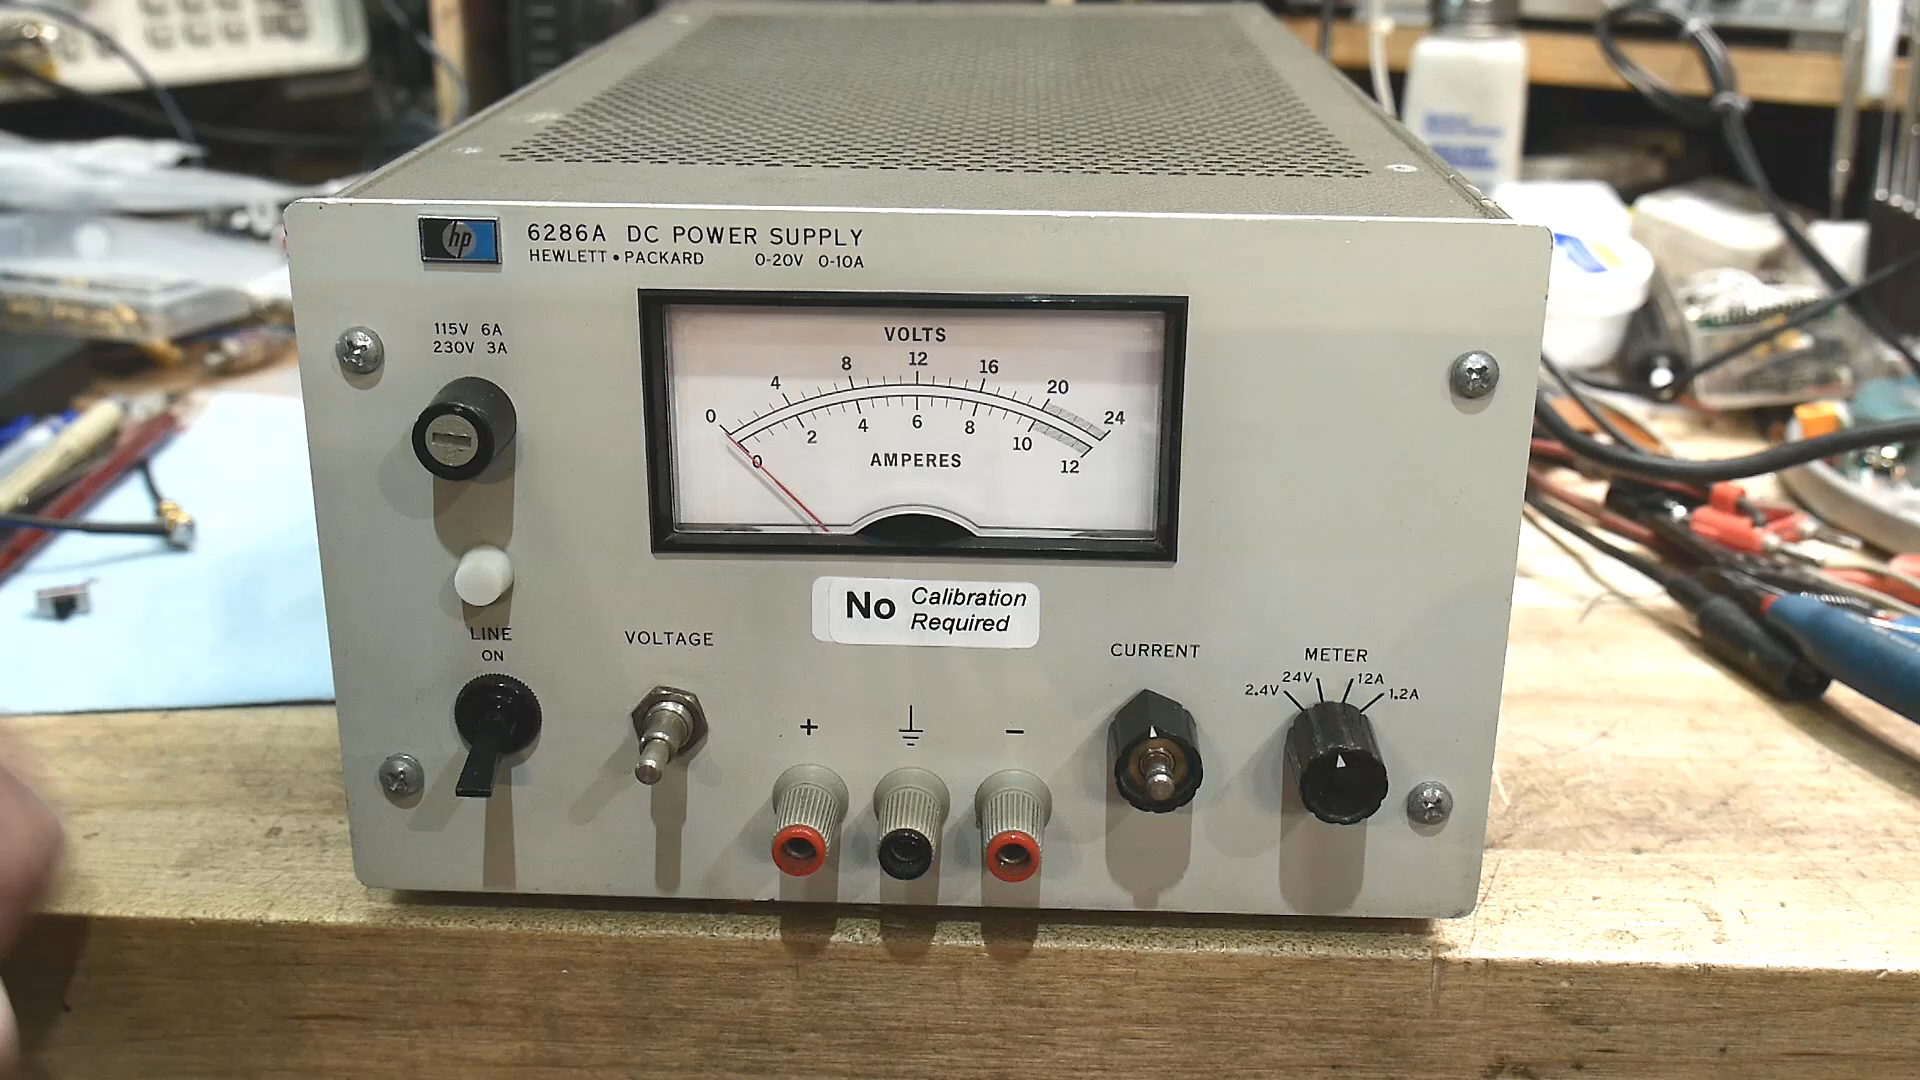 hp
6286A DC POWER SUPPLY
HEWLETT • PACKARD 0-20V 0-10A
115V 6A
230V 3A
VOLTS
0 4 8 12 16 20 24
0 2 4 6 8 10 12
AMPERES
No Calibration
Required
LINE
ON
VOLTAGE
CURRENT
METER
2.4V 24V 12A 1.2A
+ −